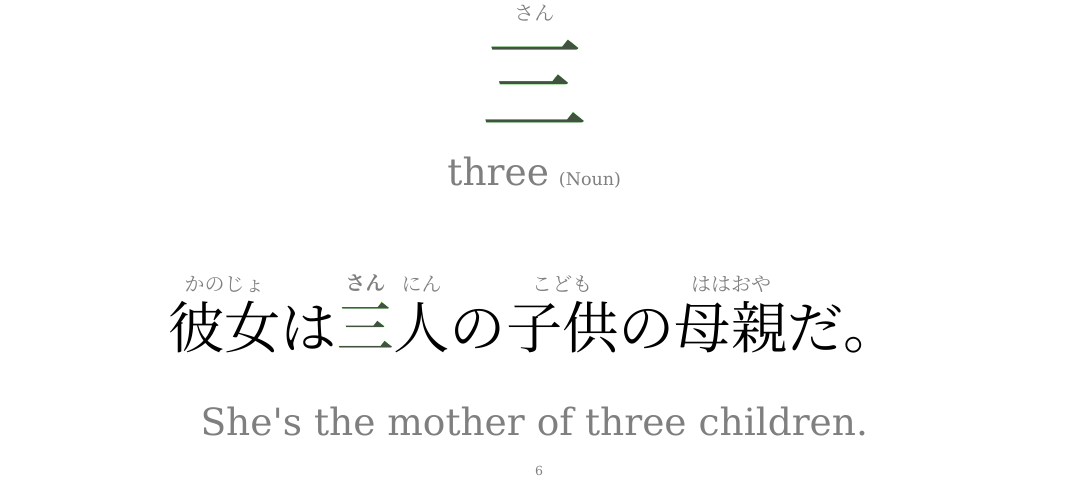 さん
三
three (Noun)
かのじょ さん にん こども ははおや
彼女は三人の子供の母親だ。
She's the mother of three children.
6